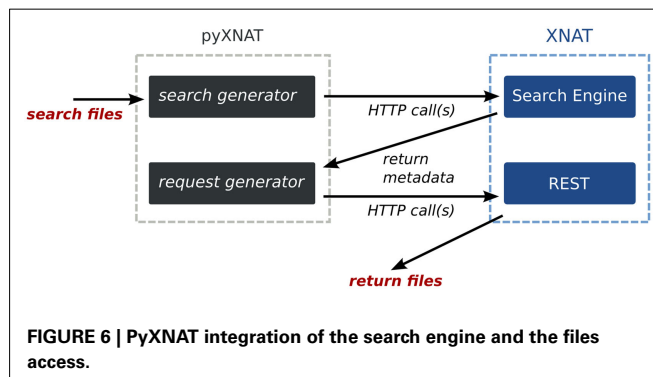 pyXNAT
XNAT
search files
search generator
HTTP call(s)
Search Engine
return
metadata
request generator
HTTP call(s)
REST
return files
FIGURE 6 | PyXNAT integration of the search engine and the files
access.